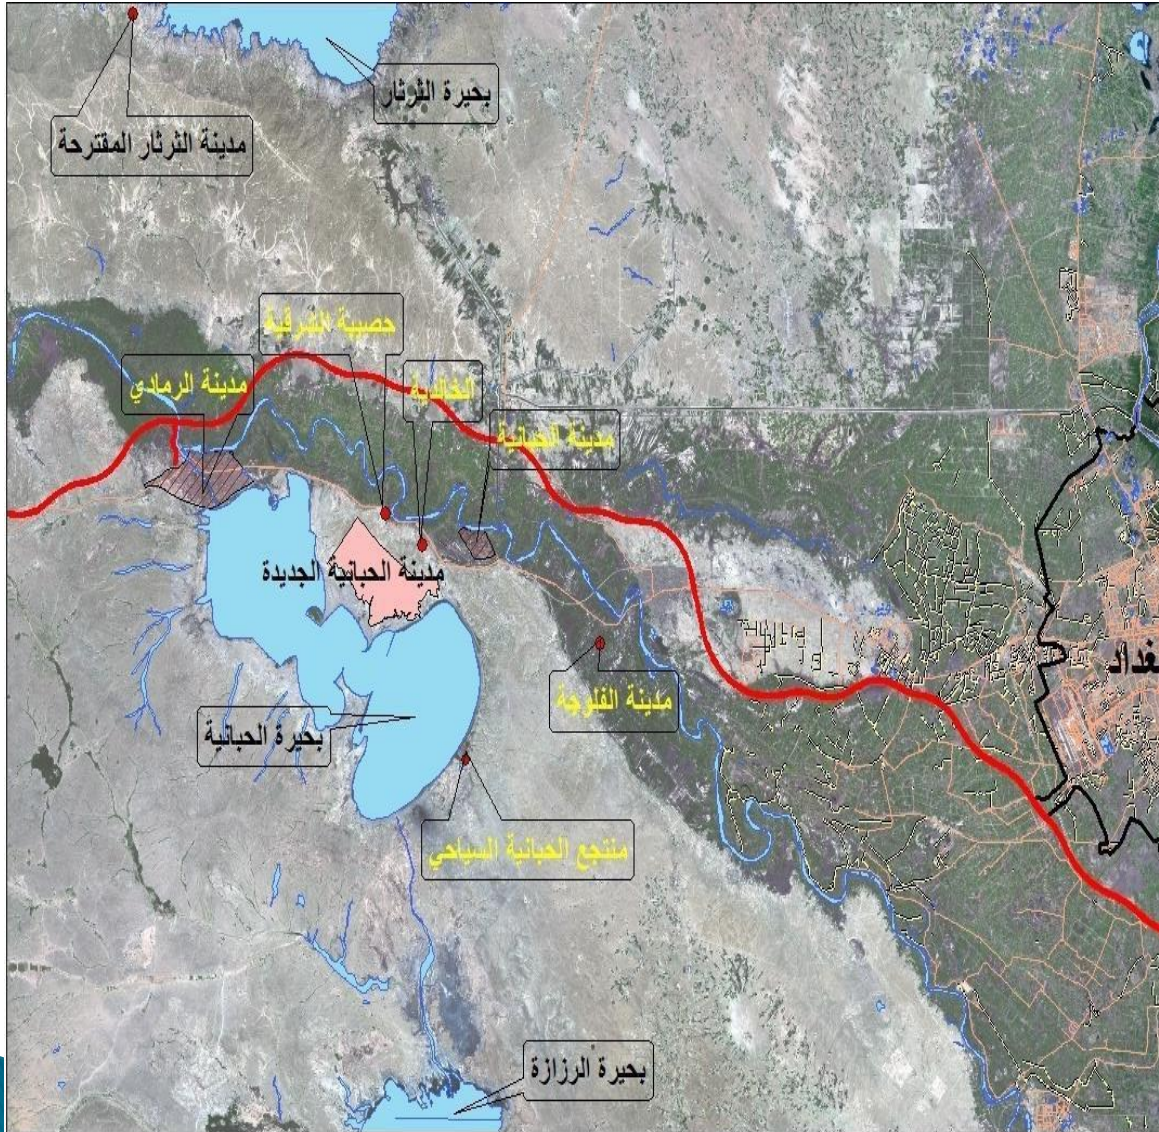 بحيرة الثرثار
مدينة الثرثار المقترحة
حصيبة الشرقية
مدينة الرمادي
الخالدية
مدينة الحبانية
مدينة الحبانية الجديدة
بغداد
مدينة الفلوجة
بحيرة الحبانية
منتجع الحبانية السياحي
بحيرة الرزازة